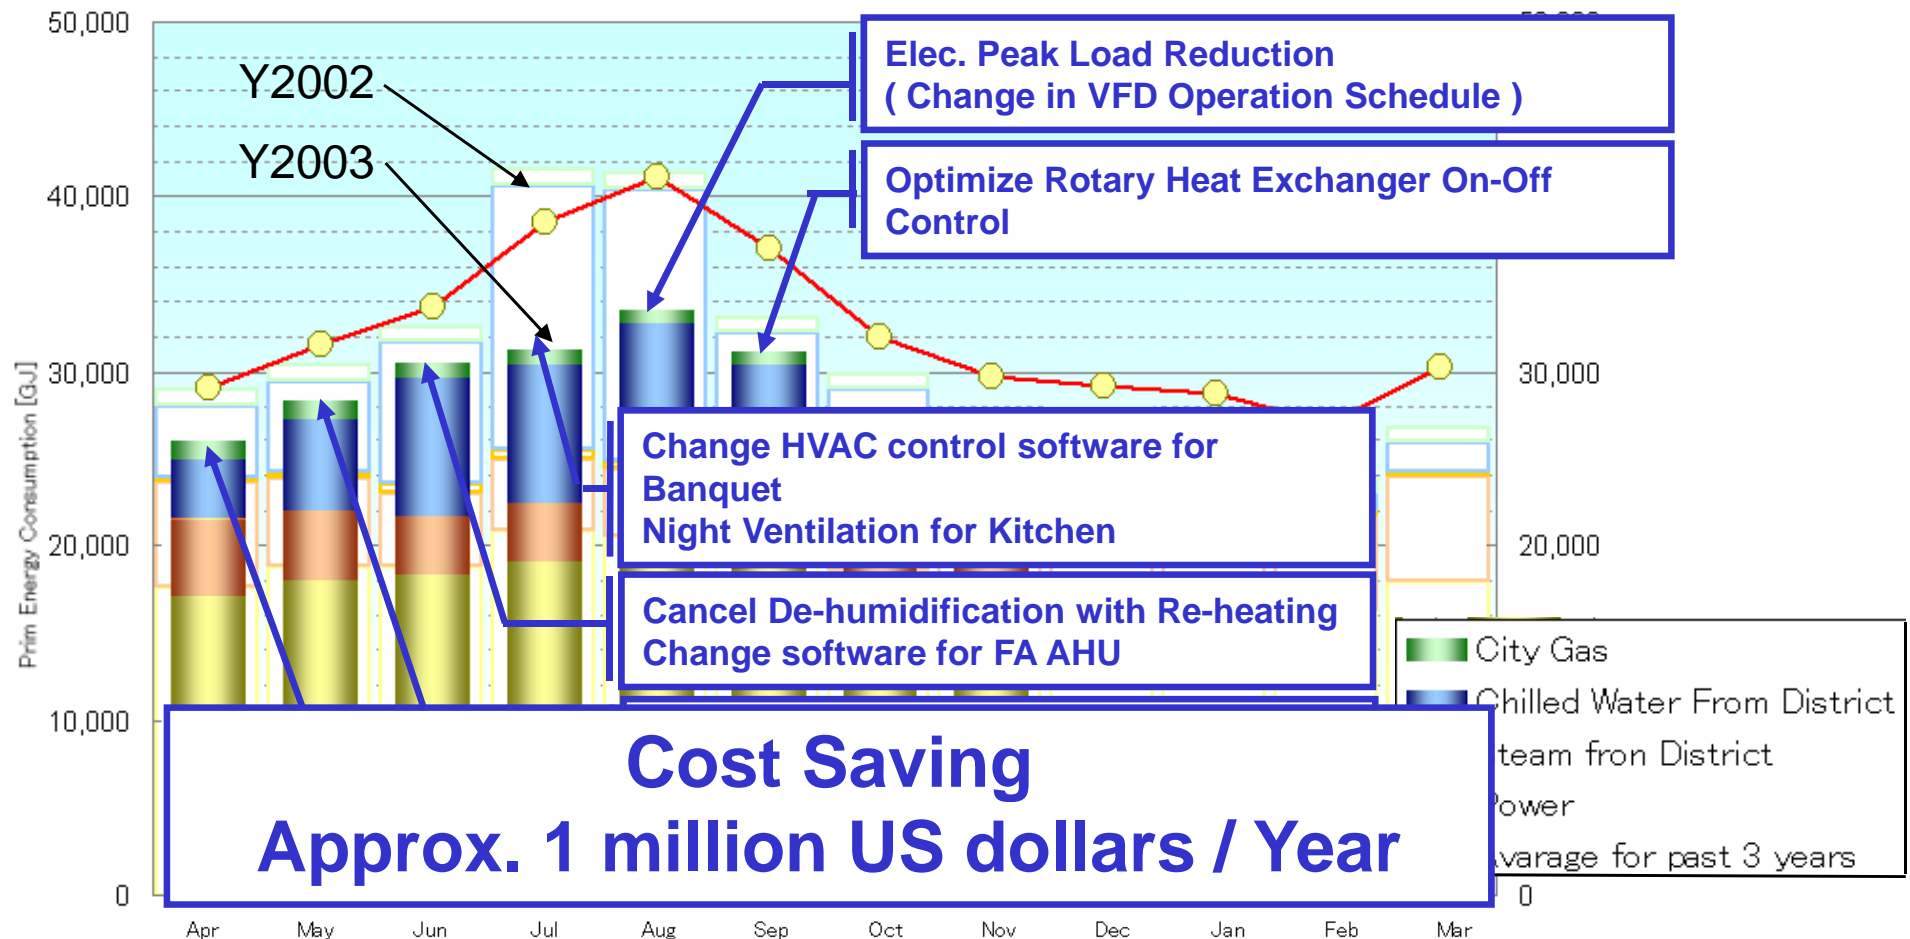 50,000
40,000
30,000
20,000
10,000
0
Prim Energy Consumption [GJ]
Y2002
Y2003
Elec. Peak Load Reduction
( Change in VFD Operation Schedule )
Optimize Rotary Heat Exchanger On-Off
Control
Change HVAC control software for
Banquet
Night Ventilation for Kitchen
Cancel De-humidification with Re-heating
Change software for FA AHU
Cost Saving
Approx. 1 million US dollars / Year
30,000
20,000
0
City Gas
Chilled Water From District
Steam fron District
Power
Avarage for past 3 years
Apr May Jun Jul Aug Sep Oct Nov Dec Jan Feb Mar